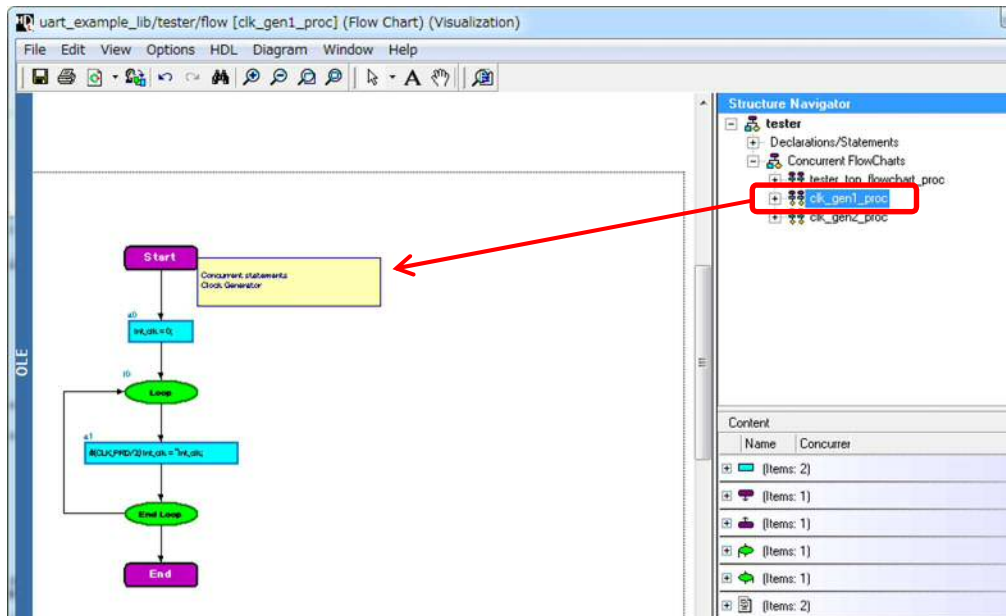 uart_example_lib/tester/flow [clk_gen1_proc] (Flow Chart) (Visualization)
File Edit View Options HDL Diagram Window Help
A
Structure Navigator
tester
Declarations/Statements
Concurrent FlowCharts
tester_top_flowchart_proc
clk_gen1_proc
clk_gen2_proc
Start
Concurrent statements
Clock Generator
a0
int_clk = 0;
l0
Loop
a1
#(CLK_PRD/2) int_clk = ~int_clk;
End Loop
End
OLE
Content
Name Concurrer
(Items: 2)
(Items: 1)
(Items: 1)
(Items: 1)
(Items: 1)
(Items: 2)